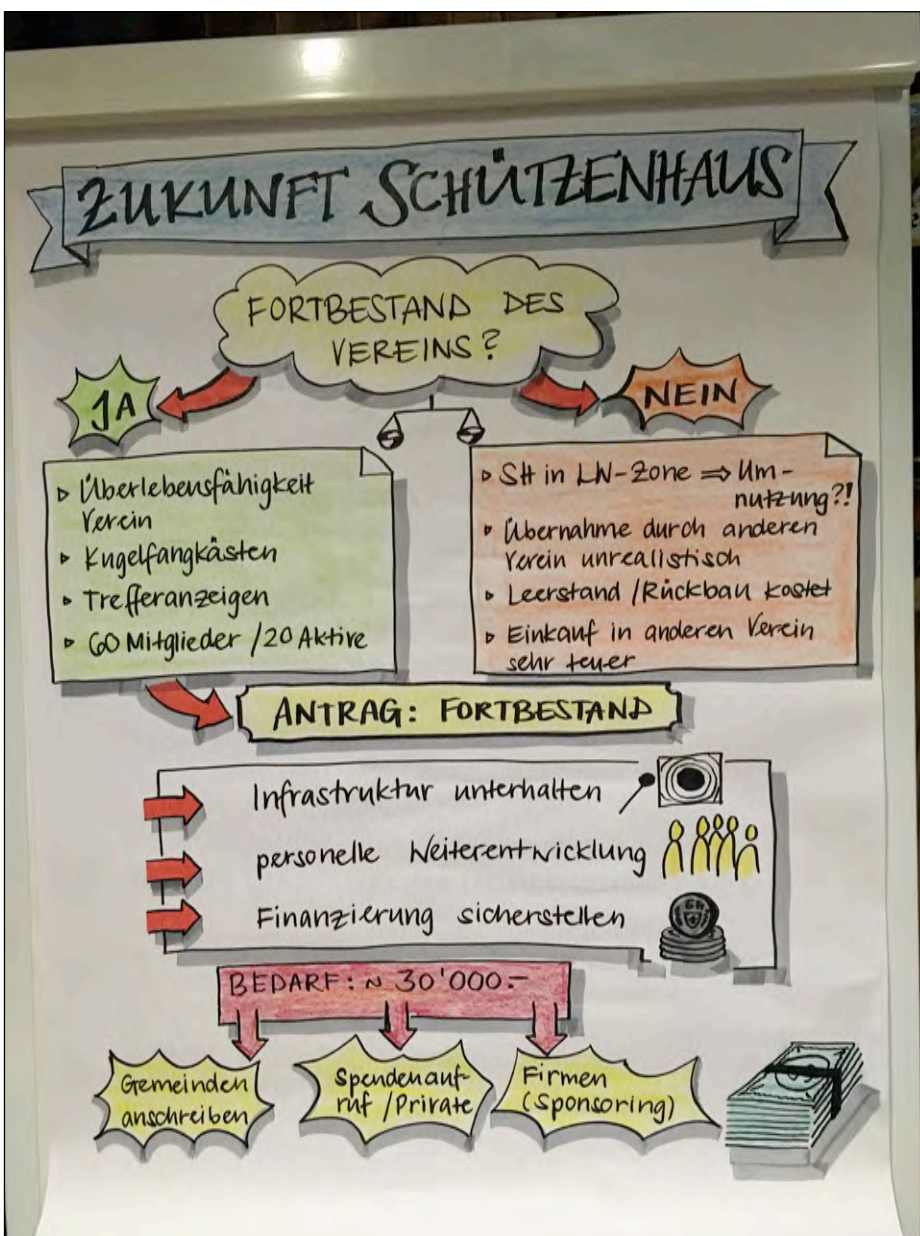 ZUKUNFT SCHÜTZENHAUS
FORTBESTAND DES
VEREINS?
JA
NEIN
▹ Überlebensfähigkeit
Verein
▹ Kugelfangkästen
▹ Trefferanzeigen
▹ 60 Mitglieder / 20 Aktive
▹ SH in LW-Zone ⇒ Um-
nutzung?!
▹ Übernahme durch anderen
Verein unrealistisch
▹ Leerstand / Rückbau kostet
▹ Einkauf in anderen Verein
sehr teuer
ANTRAG: FORTBESTAND
Infrastruktur unterhalten
personelle Weiterentwicklung
Finanzierung sicherstellen
BEDARF: ~ 30'000.-
Gemeinden
anschreiben
Spendenauf-
ruf / Private
Firmen
(Sponsoring)